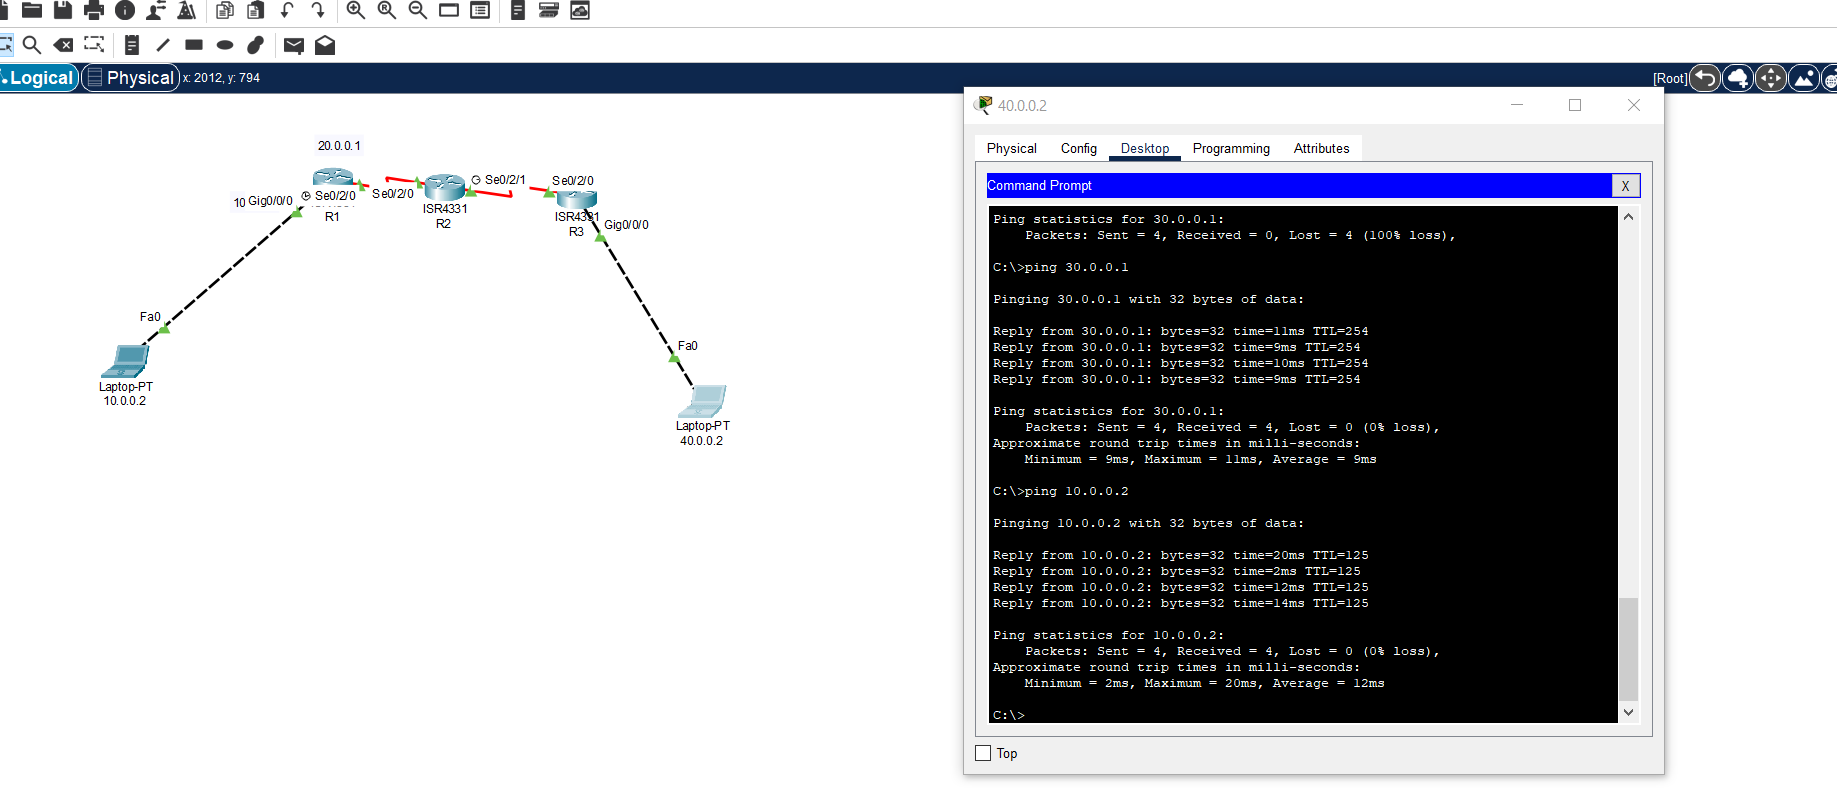 Logical
Physical
x: 2012, y: 794
[Root]
20.0.0.1
10
Gig0/0/0
Se0/2/0
R1
Se0/2/0
Se0/2/1
ISR4331
R2
Se0/2/0
ISR4331
R3
Gig0/0/0
Fa0
Laptop-PT
10.0.0.2
Fa0
Laptop-PT
40.0.0.2
40.0.0.2
Physical Config Desktop Programming Attributes
Command Prompt
X
Ping statistics for 30.0.0.1:
Packets: Sent = 4, Received = 0, Lost = 4 (100% loss),
C:\>ping 30.0.0.1
Pinging 30.0.0.1 with 32 bytes of data:
Reply from 30.0.0.1: bytes=32 time=11ms TTL=254
Reply from 30.0.0.1: bytes=32 time=9ms TTL=254
Reply from 30.0.0.1: bytes=32 time=10ms TTL=254
Reply from 30.0.0.1: bytes=32 time=9ms TTL=254
Ping statistics for 30.0.0.1:
Packets: Sent = 4, Received = 4, Lost = 0 (0% loss),
Approximate round trip times in milli-seconds:
Minimum = 9ms, Maximum = 11ms, Average = 9ms
C:\>ping 10.0.0.2
Pinging 10.0.0.2 with 32 bytes of data:
Reply from 10.0.0.2: bytes=32 time=20ms TTL=125
Reply from 10.0.0.2: bytes=32 time=2ms TTL=125
Reply from 10.0.0.2: bytes=32 time=12ms TTL=125
Reply from 10.0.0.2: bytes=32 time=14ms TTL=125
Ping statistics for 10.0.0.2:
Packets: Sent = 4, Received = 4, Lost = 0 (0% loss),
Approximate round trip times in milli-seconds:
Minimum = 2ms, Maximum = 20ms, Average = 12ms
C:\>
Top